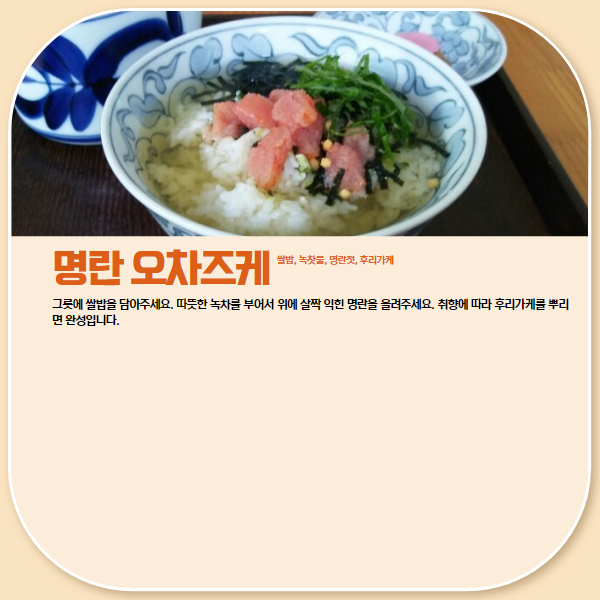 명란 오차즈케 쌀밥, 녹찻물, 명란젓, 후리가케
그릇에 쌀밥을 담아주세요. 따뜻한 녹차를 부어서 위에 살짝 익힌 명란을 올려주세요. 취향에 따라 후리가케를 뿌리
면 완성입니다.